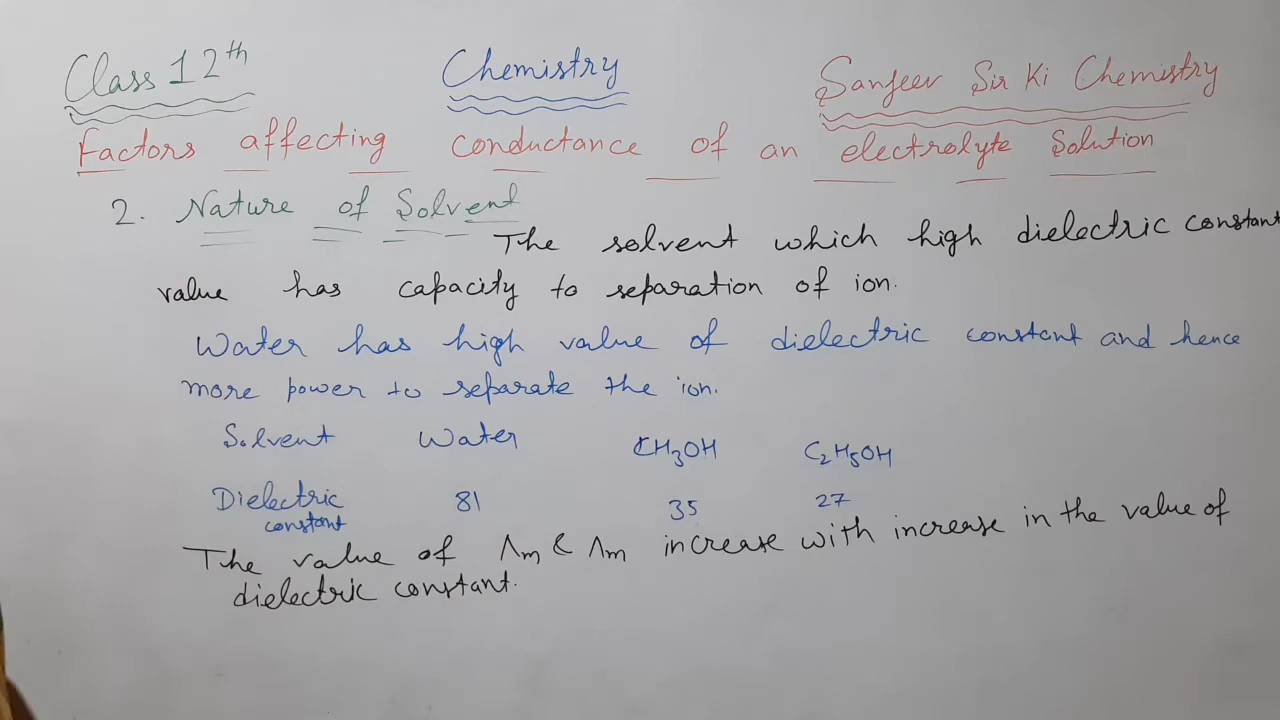 Class 12th Chemistry Sanjeev Sir Ki Chemistry
Factors affecting conductance of an electrolyte Solution
2. Nature of Solvent
The solvent which high dielectric constant
value has capacity to separation of ion.
Water has high value of dielectric constant and hence
more power to separate the ion.
Solvent Water CH3OH C2H5OH
Dielectric constant 81 35 27
The value of Λm & Λm increase with increase in the value of
dielectric constant.